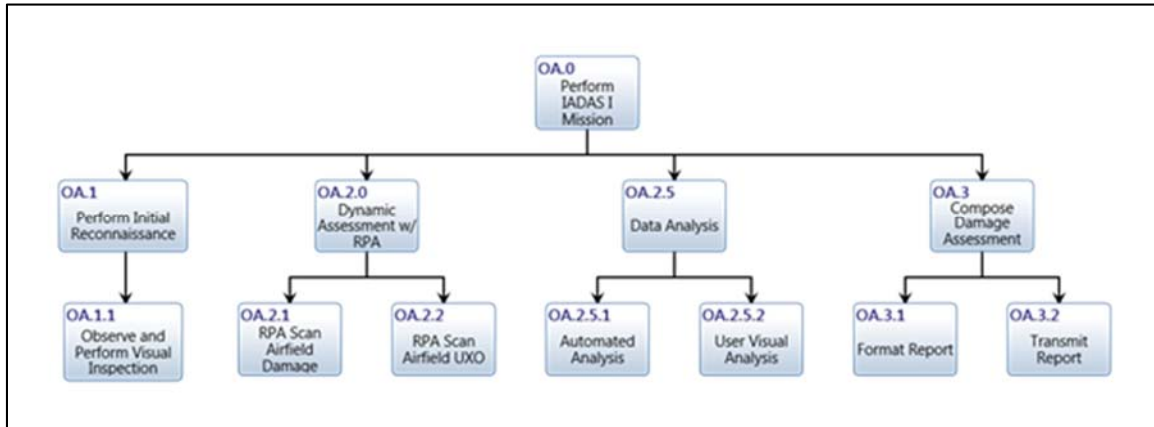 OA.0
Perform
IADAS I
Mission
OA.1
Perform Initial
Reconnaissance
OA.2.0
Dynamic
Assessment w/
RPA
OA.2.5
Data Analysis
OA.3
Compose
Damage
Assessment
OA.1.1
Observe and
Perform Visual
Inspection
OA.2.1
RPA Scan
Airfield
Damage
OA.2.2
RPA Scan
Airfield UXO
OA.2.5.1
Automated
Analysis
OA.2.5.2
User Visual
Analysis
OA.3.1
Format Report
OA.3.2
Transmit
Report